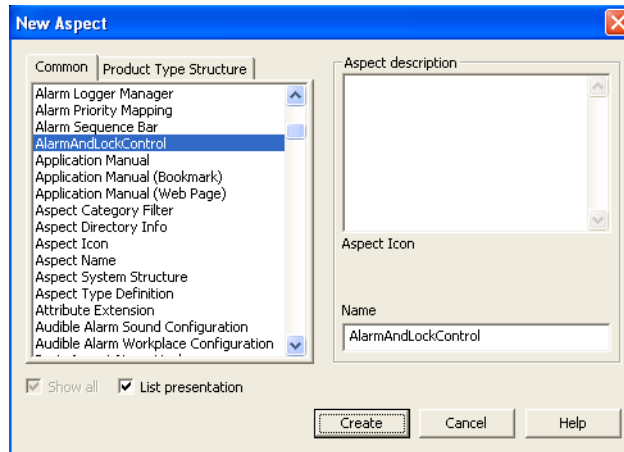 New Aspect
Common
Product Type Structure
Alarm Logger Manager
Alarm Priority Mapping
Alarm Sequence Bar
AlarmAndLockControl
Application Manual
Application Manual (Bookmark)
Application Manual (Web Page)
Aspect Category Filter
Aspect Directory Info
Aspect Icon
Aspect Name
Aspect System Structure
Aspect Type Definition
Attribute Extension
Audible Alarm Sound Configuration
Audible Alarm Workplace Configuration
Show all
List presentation
Aspect description
Aspect Icon
Name
AlarmAndLockControl
Create
Cancel
Help